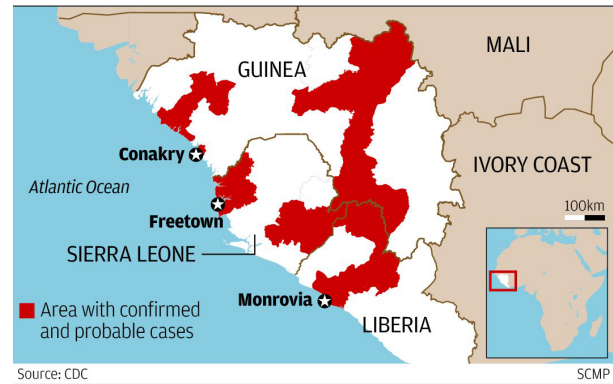 MALI
GUINEA
Conakry
IVORY COAST
Atlantic Ocean
100km
Freetown
SIERRA LEONE
Monrovia
Area with confirmed
and probable cases
LIBERIA
Source: CDC
SCMP